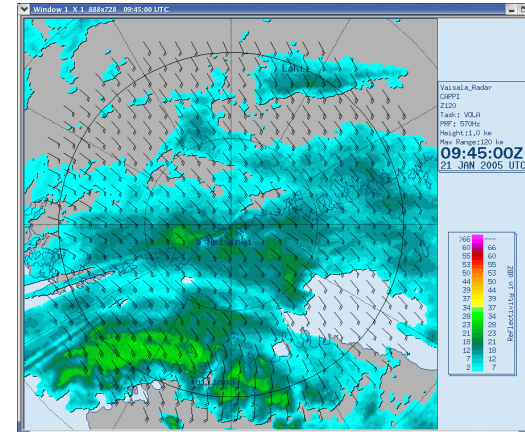 Window 1 X 1 888x728 09:45:00 UTC
Lahti
Helsinki
Tallinna
Vaisala_Radar
CAPPI
Z120
Task: VOLA
PRF: 570Hz
Height:1.0 km
Max Range:120 km
09:45:00Z
21 JAN 2005 UTC
>66 ---
60 66
55 60
53 55
50 53
44 50
39 44
37 39
34 37
28 34
23 28
21 23
18 21
12 18
7 12
2 7
Reflectivity in dBZ